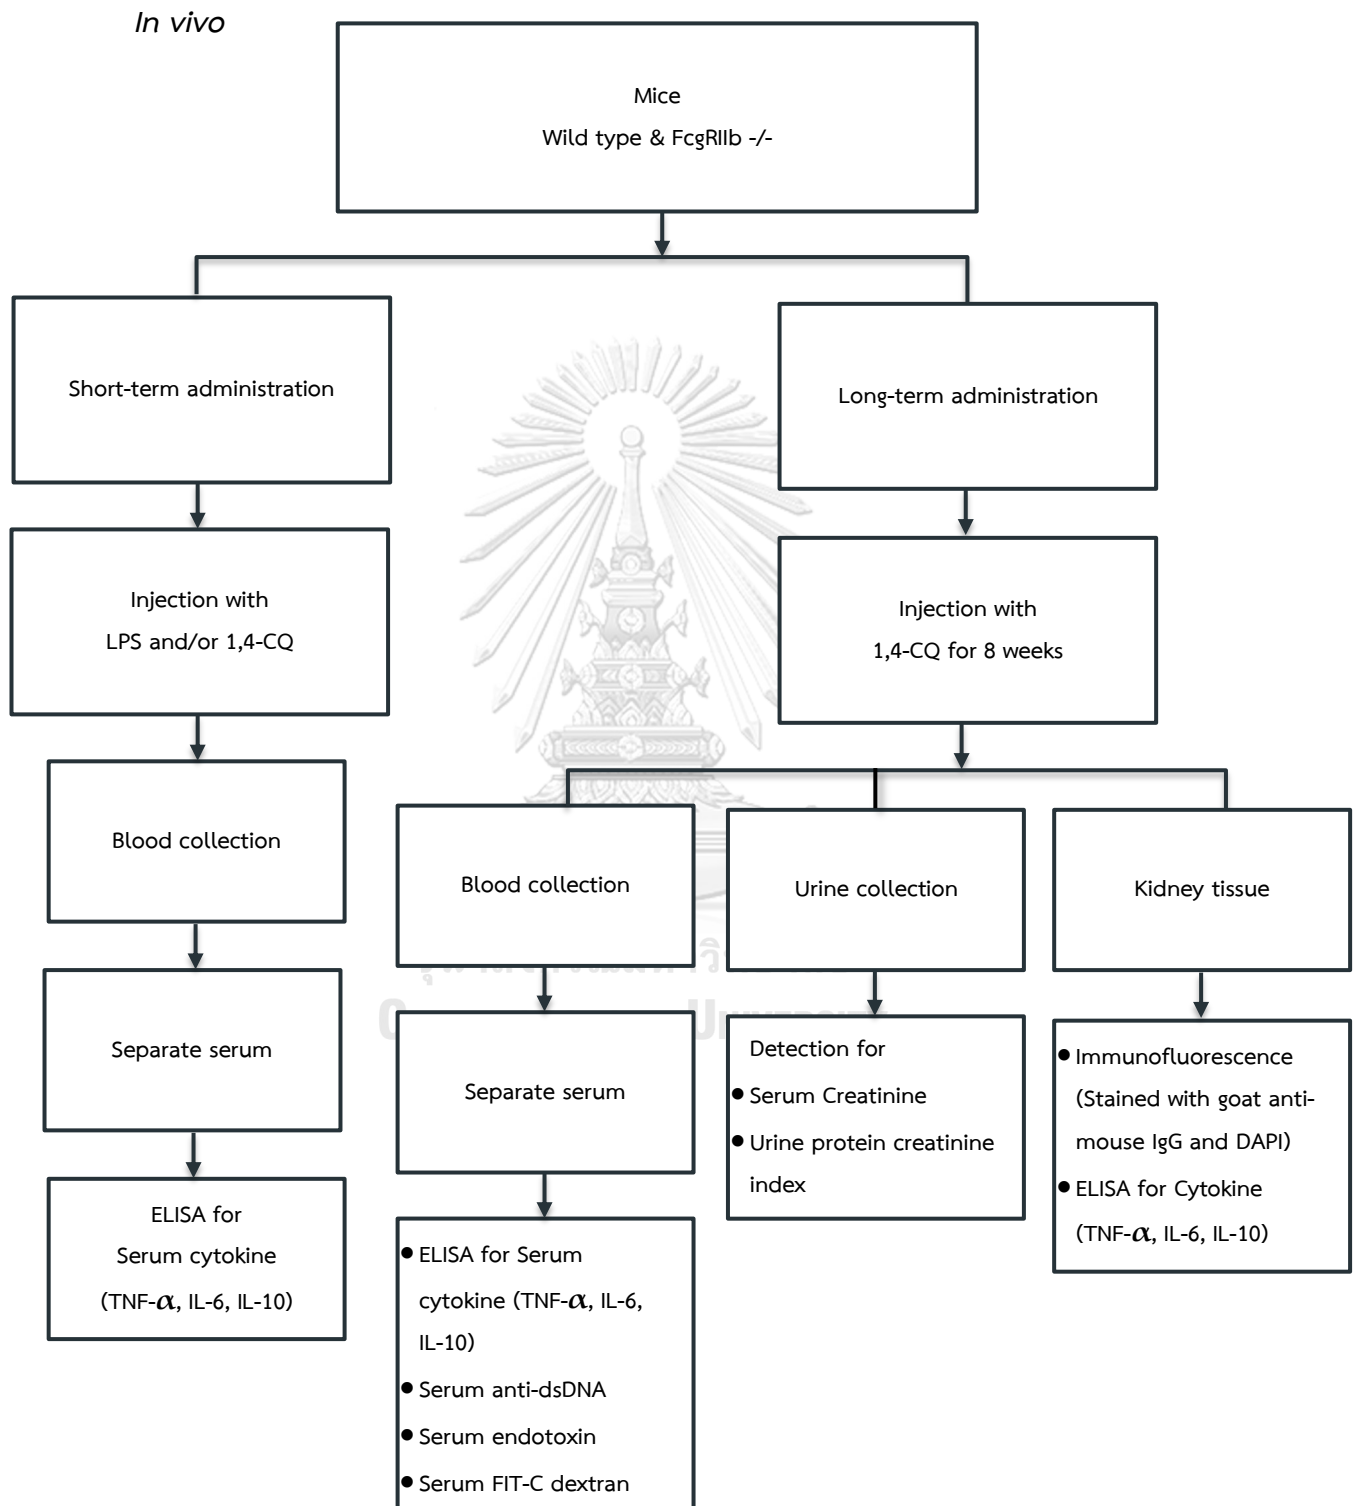 In vivo
Mice
Wild type & FcgRIIb -/-
Short-term administration
Long-term administration
Injection with
LPS and/or 1,4-CQ
Injection with
1,4-CQ for 8 weeks
Blood collection
Blood collection
Urine collection
Kidney tissue
Separate serum
Separate serum
Detection for
● Serum Creatinine
● Urine protein creatinine
index
● Immunofluorescence
(Stained with goat anti-
mouse IgG and DAPI)
● ELISA for Cytokine
(TNF-α, IL-6, IL-10)
ELISA for
Serum cytokine
(TNF-α, IL-6, IL-10)
● ELISA for Serum
cytokine (TNF-α, IL-6,
IL-10)
● Serum anti-dsDNA
● Serum endotoxin
● Serum FIT-C dextran